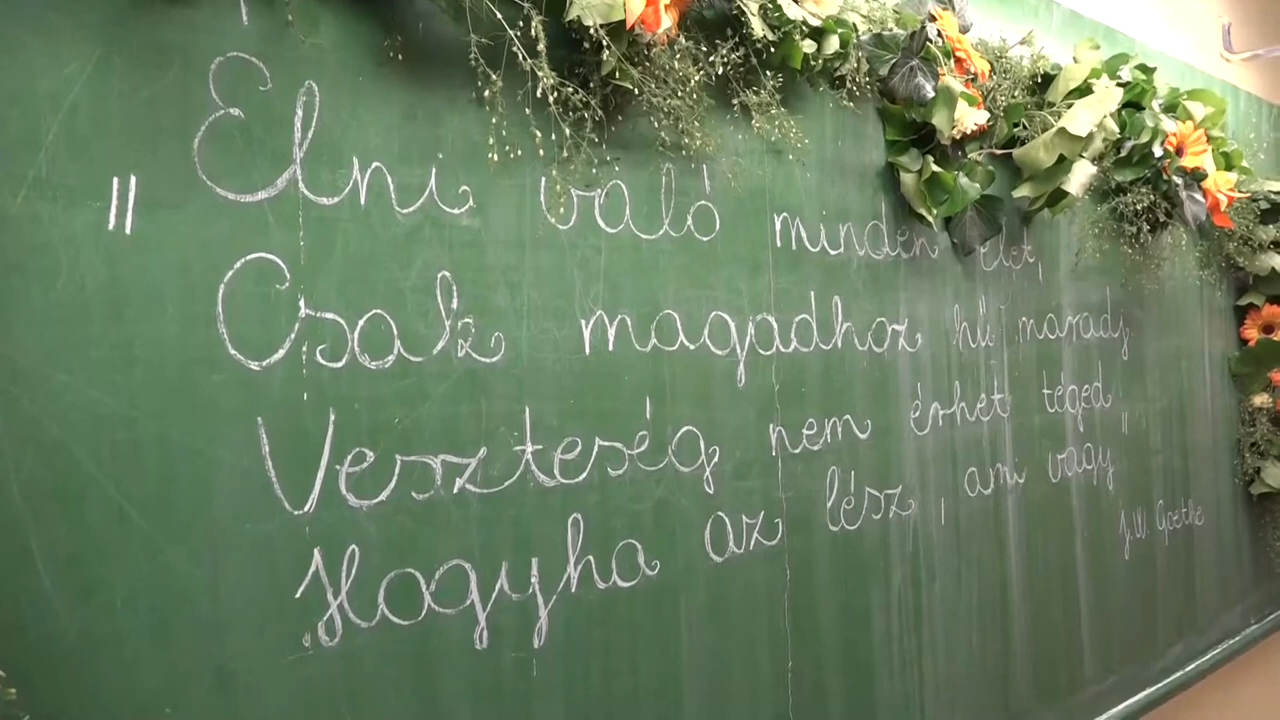 "Élni való minden élet,
Csak magadhoz hű maradj
Veszteség nem érhet téged
Hogyha az lész, ami vagy"
J.W. Goethe